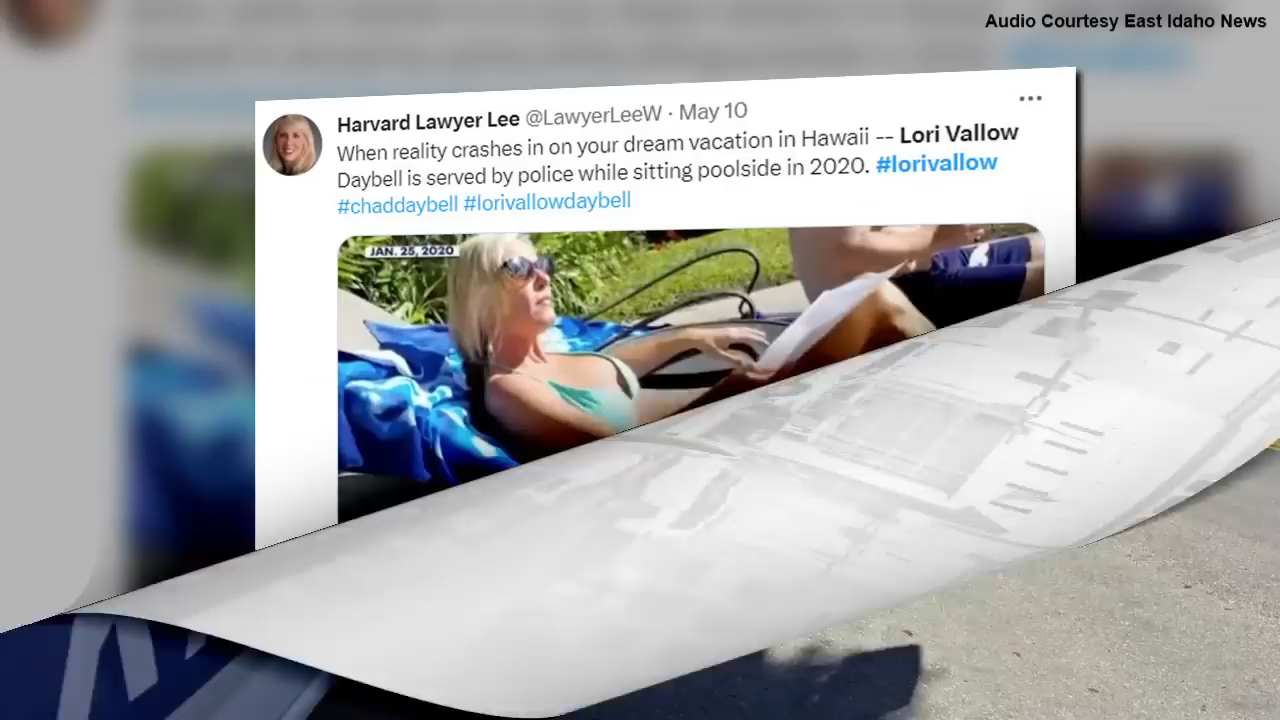 Audio Courtesy East Idaho News
Harvard Lawyer Lee @LawyerLeeW · May 10
When reality crashes in on your dream vacation in Hawaii -- Lori Vallow
Daybell is served by police while sitting poolside in 2020. #lorivallow
#chaddaybell #lorivallowdaybell
JAN. 25, 2020